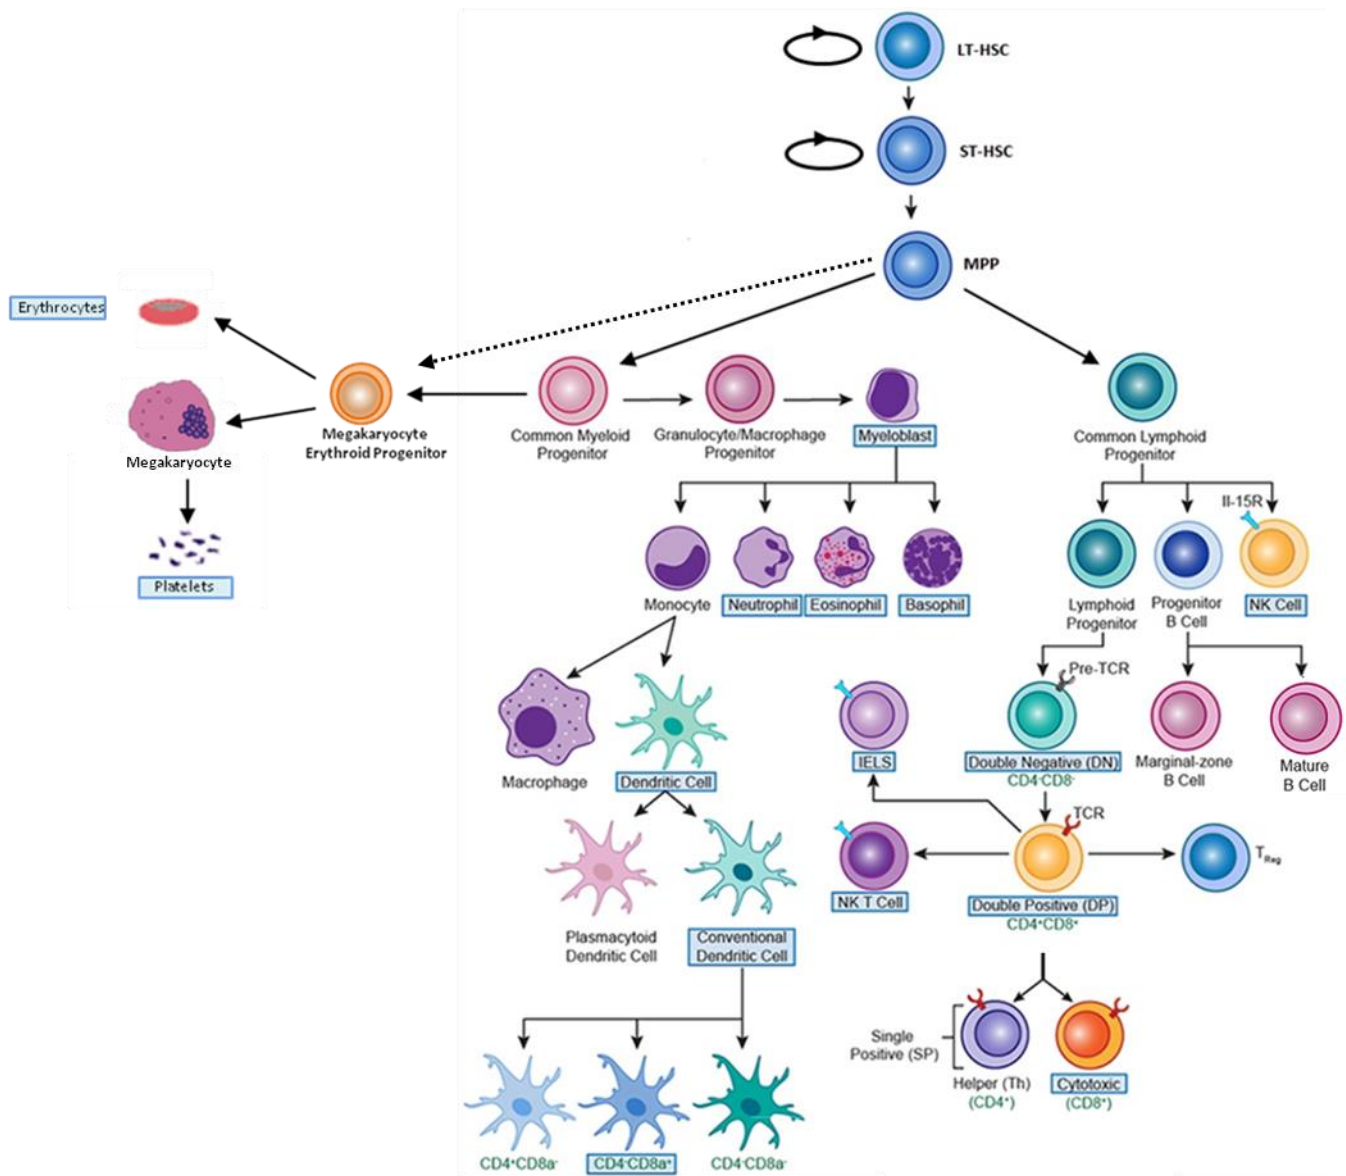 LT-HSC
ST-HSC
MPP
Erythrocytes
Megakaryocyte
Platelets
Megakaryocyte
Erythroid Progenitor
Common Myeloid
Progenitor
Granulocyte/Macrophage
Progenitor
Myeloblast
Common Lymphoid
Progenitor
Il-15R
Monocyte
Neutrophil
Eosinophil
Basophil
Lymphoid
Progenitor
Progenitor
B Cell
NK Cell
Pre-TCR
Macrophage
Dendritic Cell
IELS
Double Negative (DN)
CD4⁻CD8⁻
Marginal-zone
B Cell
Mature
B Cell
TCR
Plasmacytoid
Dendritic Cell
Conventional
Dendritic Cell
NK T Cell
Double Positive (DP)
CD4⁺CD8⁺
T Reg
Single
Positive (SP)
Helper (Th)
(CD4⁺)
Cytotoxic
(CD8⁺)
CD4⁺CD8a⁻
CD4⁻CD8a⁺
CD4⁻CD8a⁻